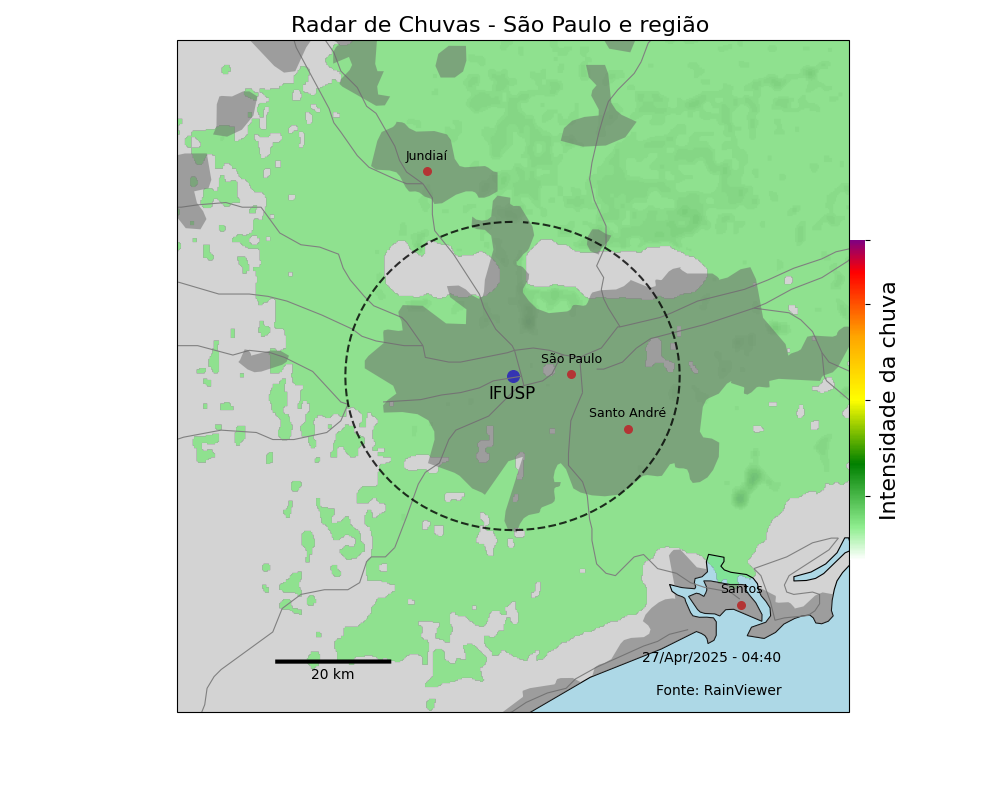 Radar de Chuvas - São Paulo e região
Jundiaí
São Paulo
IFUSP
Santo André
Intensidade da chuva
Santos
27/Apr/2025 - 04:40
20 km
Fonte: RainViewer